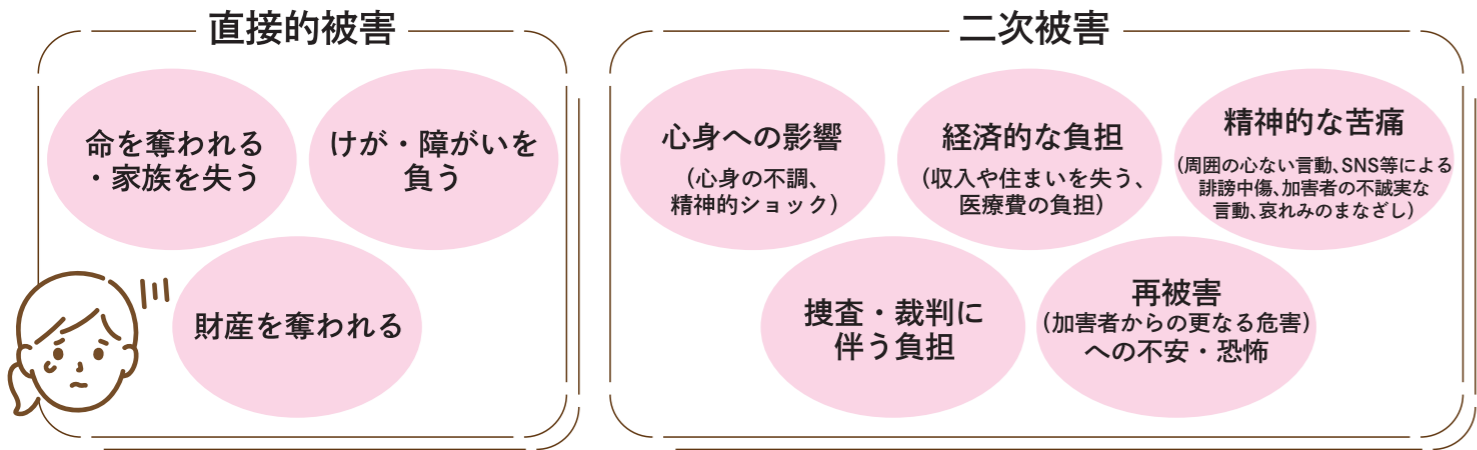 直接的被害
命を奪われる
・家族を失う
けが・障がいを
負う
財産を奪われる
二次被害
心身への影響
(心身の不調、
精神的ショック)
経済的な負担
(収入や住まいを失う、
医療費の負担)
精神的な苦痛
(周囲の心ない言動、SNS等による
誹謗中傷、加害者の不誠実な
言動、哀れみのまなざし)
捜査・裁判に
伴う負担
再被害
(加害者からの更なる危害)
への不安・恐怖